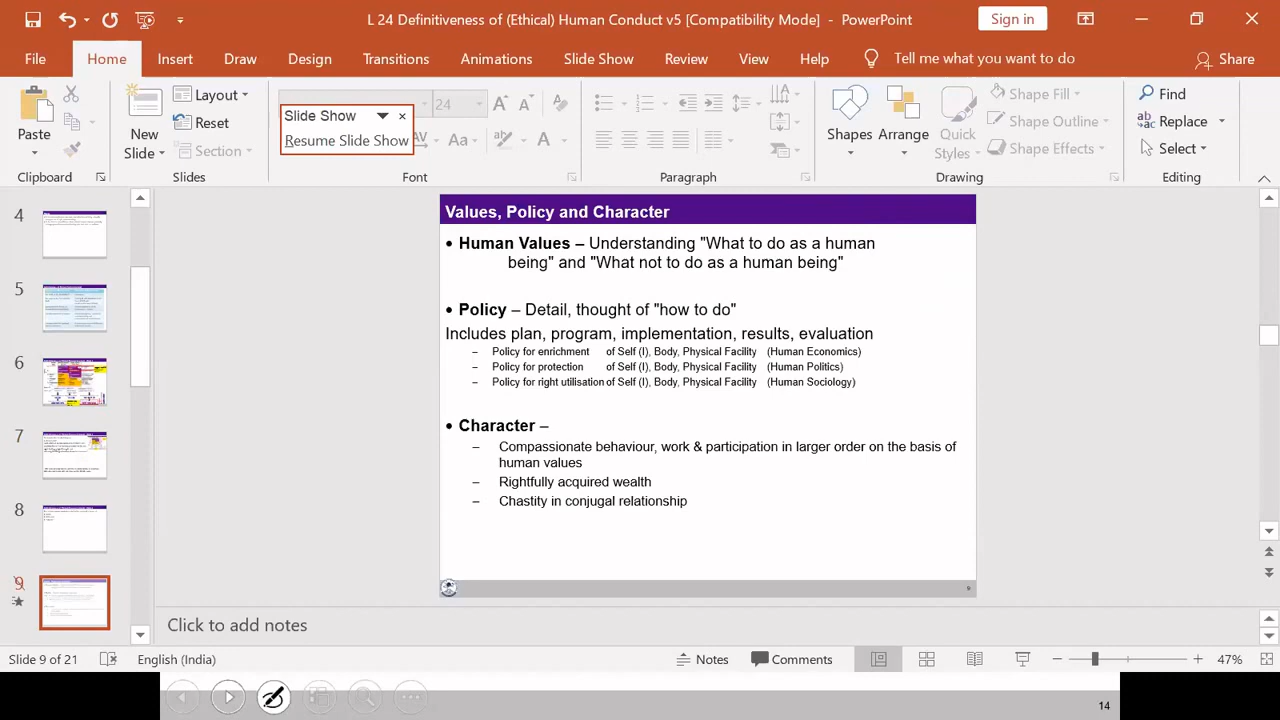 L 24 Definitiveness of (Ethical) Human Conduct v5 [Compatibility Mode] - PowerPoint
Sign in
File
Home
Insert
Draw
Design
Transitions
Animations
Slide Show
Review
View
Help
Tell me what you want to do
Share
Paste
Clipboard
New
Slide
Layout
Reset
Section
Slides
24
Slide Show
Resume Slide Show
Font
Paragraph
Shapes
Arrange
Quick
Styles
Shape Fill
Shape Outline
Shape Effects
Drawing
Find
Replace
Select
Editing
4
5
6
7
8
9
Values, Policy and Character
• Human Values – Understanding "What to do as a human
being" and "What not to do as a human being"
• Policy – Detail, thought of "how to do"
Includes plan, program, implementation, results, evaluation
– Policy for enrichment of Self (I), Body, Physical Facility (Human Economics)
– Policy for protection of Self (I), Body, Physical Facility (Human Politics)
– Policy for right utilisation of Self (I), Body, Physical Facility (Human Sociology)
• Character –
– Compassionate behaviour, work & participation in larger order on the basis of
human values
– Rightfully acquired wealth
– Chastity in conjugal relationship
9
Click to add notes
Slide 9 of 21
English (India)
Notes
Comments
47%
14